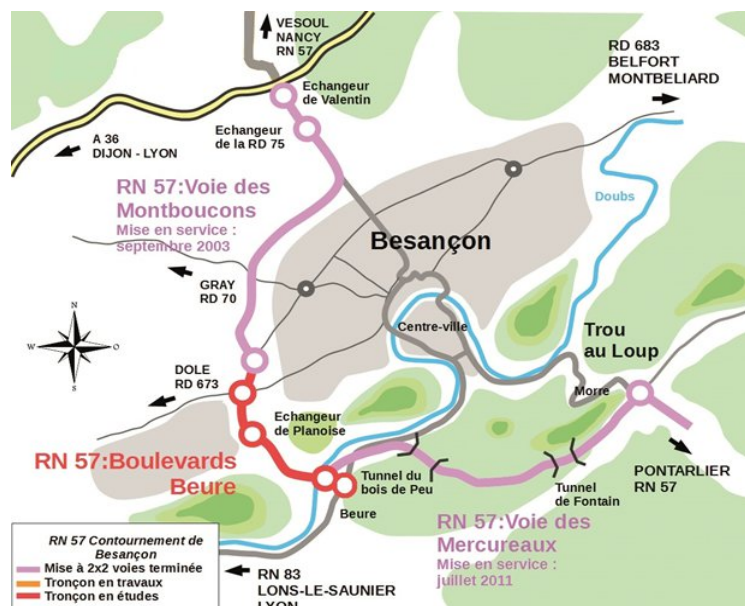 VESOUL
NANCY
RN 57
RD 683
BELFORT
MONTBELIARD
Echangeur
de Valentin
A 36
DIJON - LYON
Echangeur
de la RD 75
RN 57:Voie des
Montboucons
Mise en service :
septembre 2003
Doubs
Besançon
GRAY
RD 70
Centre-ville
Trou
au Loup
N
W
O
S
DOLE
RD 673
Morre
Echangeur
de Planoise
RN 57:Boulevards
Beure
Tunnel du
bois de Peu
Beure
Tunnel
de Fontain
PONTARLIER
RN 57
RN 57:Voie des
Mercureaux
Mise en service :
juillet 2011
RN 57 Contournement de
Besançon
Mise à 2x2 voies terminée
Tronçon en travaux
Tronçon en études
RN 83
LONS-LE-SAUNIER
LYON